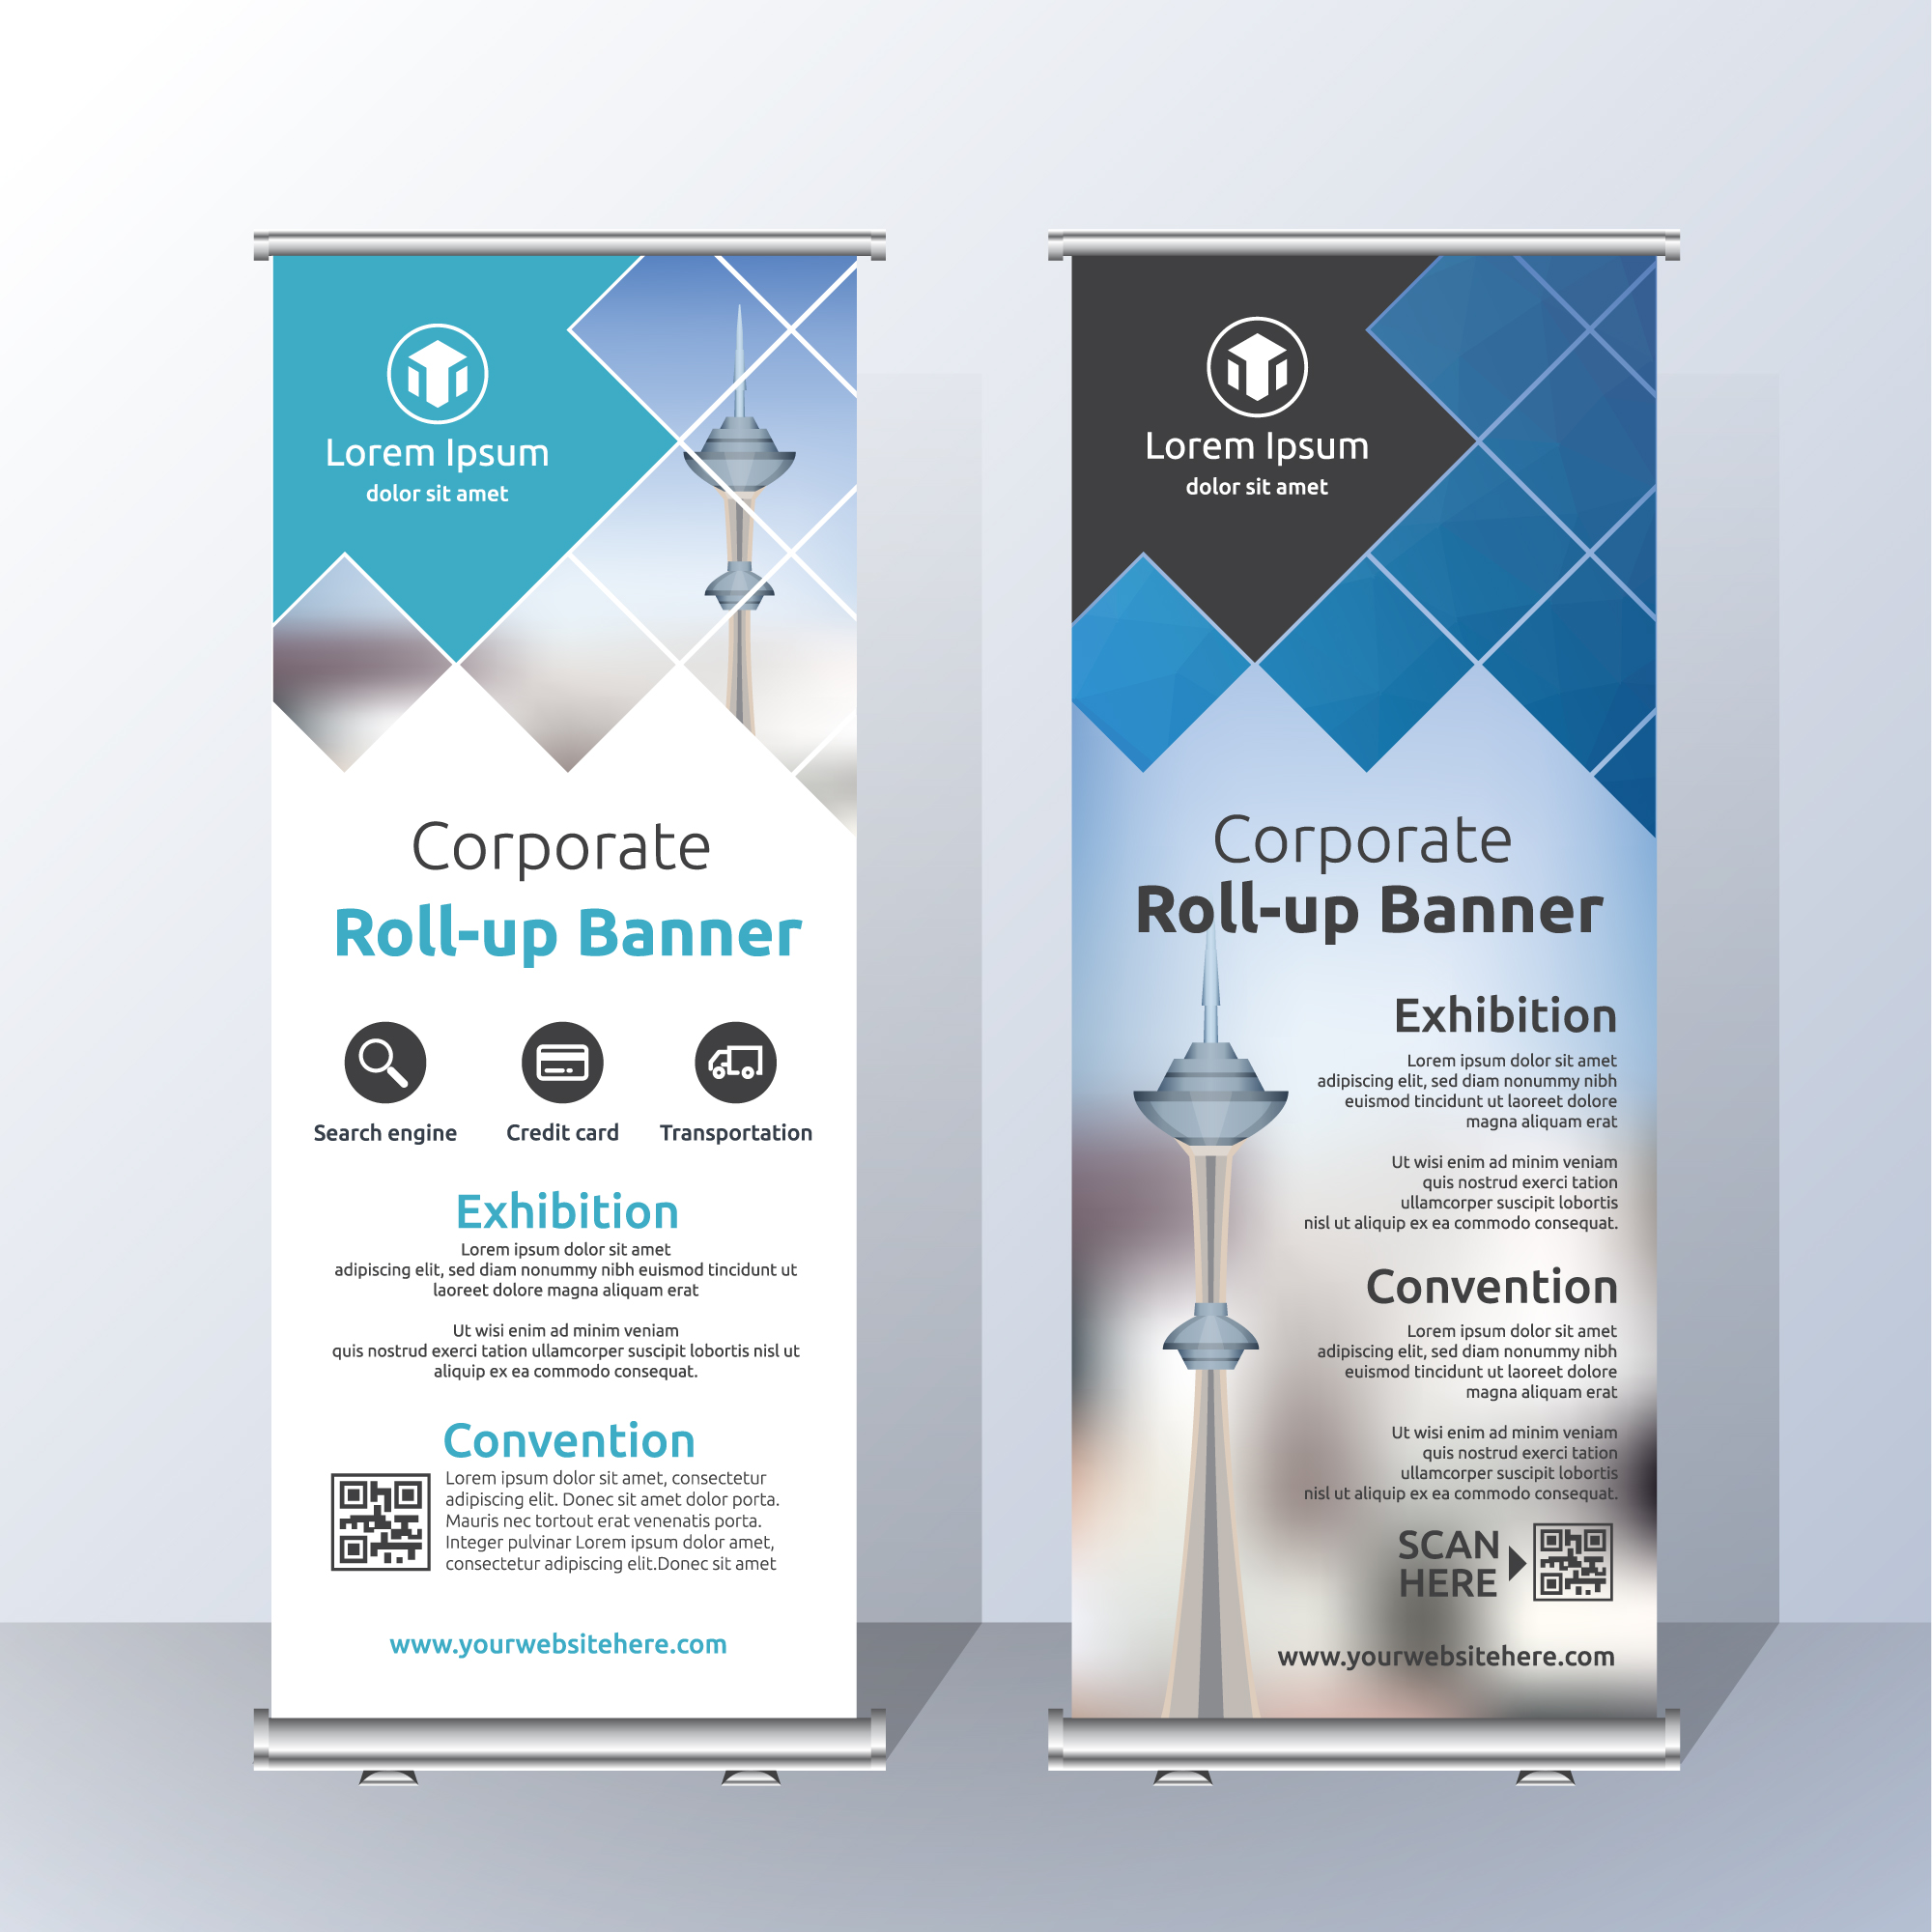 Lorem Ipsum
dolor sit amet
Corporate
Roll-up Banner
Search engine
Credit card
Transportation
Exhibition
Lorem ipsum dolor sit amet
adipiscing elit, sed diam nonummy nibh euismod tincidunt ut
laoreet dolore magna aliquam erat
Ut wisi enim ad minim veniam
quis nostrud exerci tation ullamcorper suscipit lobortis nisl ut
aliquip ex ea commodo consequat.
Convention
Lorem ipsum dolor sit amet, consectetur
adipiscing elit. Donec sit amet dolor porta.
Mauris nec tortout erat venenatis porta.
Integer pulvinar Lorem ipsum dolor amet,
consectetur adipiscing elit.Donec sit amet
www.yourwebsitehere.com
Lorem Ipsum
dolor sit amet
Corporate
Roll-up Banner
Exhibition
Lorem ipsum dolor sit amet
adipiscing elit, sed diam nonummy nibh
euismod tincidunt ut laoreet dolore
magna aliquam erat
Ut wisi enim ad minim veniam
quis nostrud exerci tation
ullamcorper suscipit lobortis
nisl ut aliquip ex ea commodo consequat.
Convention
Lorem ipsum dolor sit amet
adipiscing elit, sed diam nonummy nibh
euismod tincidunt ut laoreet dolore
magna aliquam erat
Ut wisi enim ad minim veniam
quis nostrud exerci tation
ullamcorper suscipit lobortis
nisl ut aliquip ex ea commodo consequat.
SCAN
HERE
www.yourwebsitehere.com